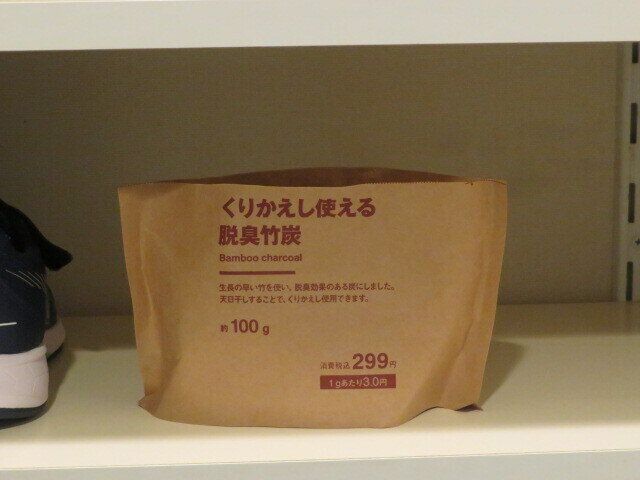 くりかえし使える
脱臭竹炭
Bamboo charcoal
生長の早い竹を使い、脱臭効果のある炭にしました。
天日干しすることで、くりかえし使用できます。
約100g
消費税込299円
1gあたり3.0円